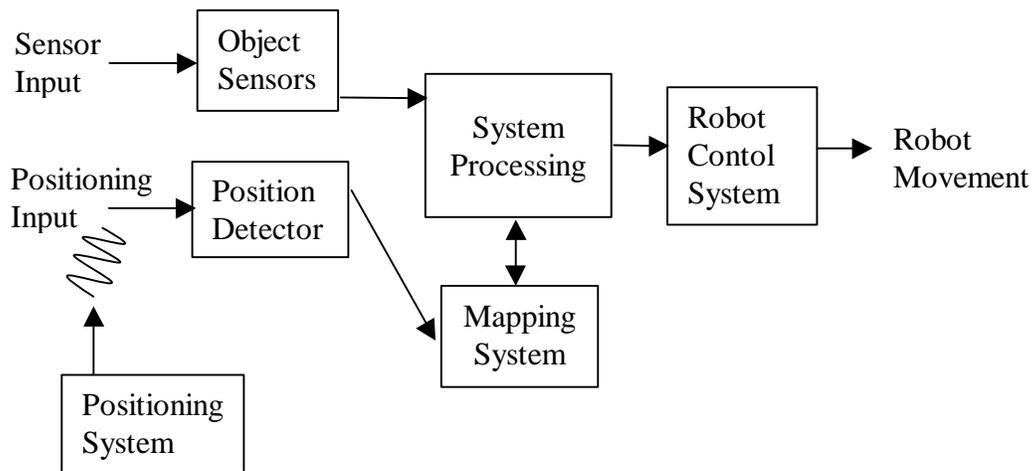 Sensor
Input
Object
Sensors
System
Processing
Robot
Contol
System
Robot
Movement
Positioning
Input
Position
Detector
Mapping
System
Positioning
System